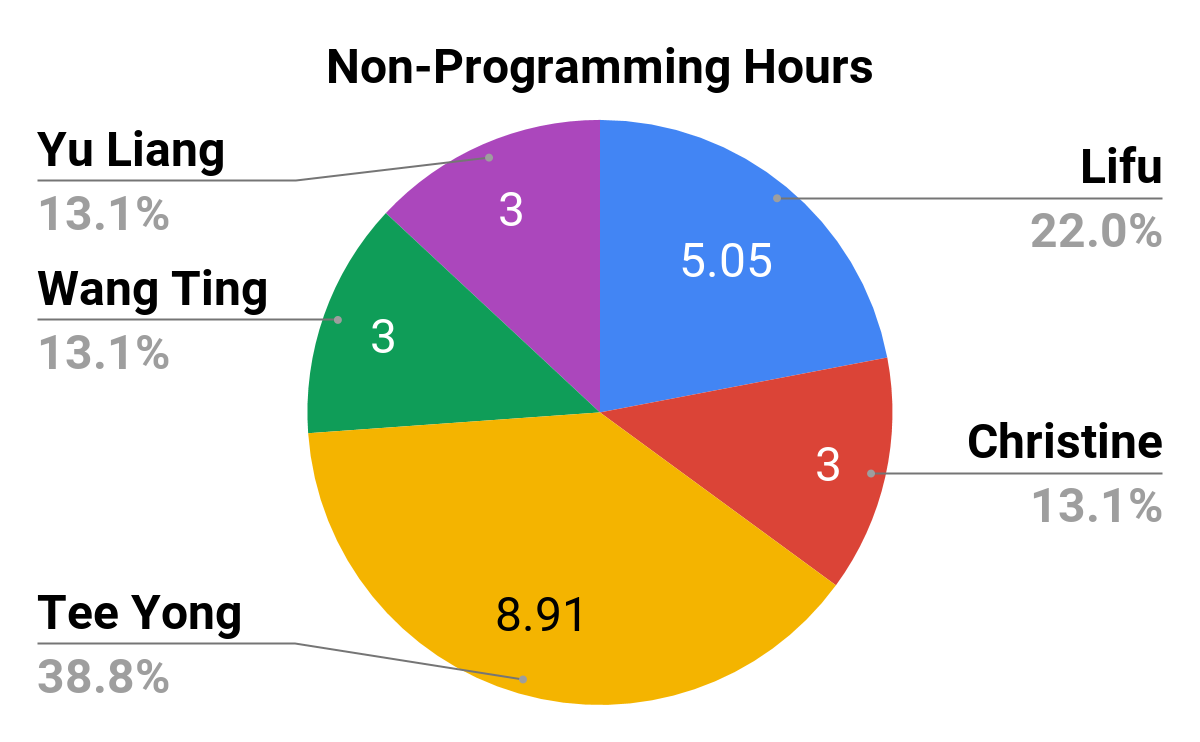 Non-Programming Hours
Yu Liang
13.1%
Wang Ting
13.1%
Tee Yong
38.8%
Lifu
22.0%
Christine
13.1%
3
5.05
3
3
8.91